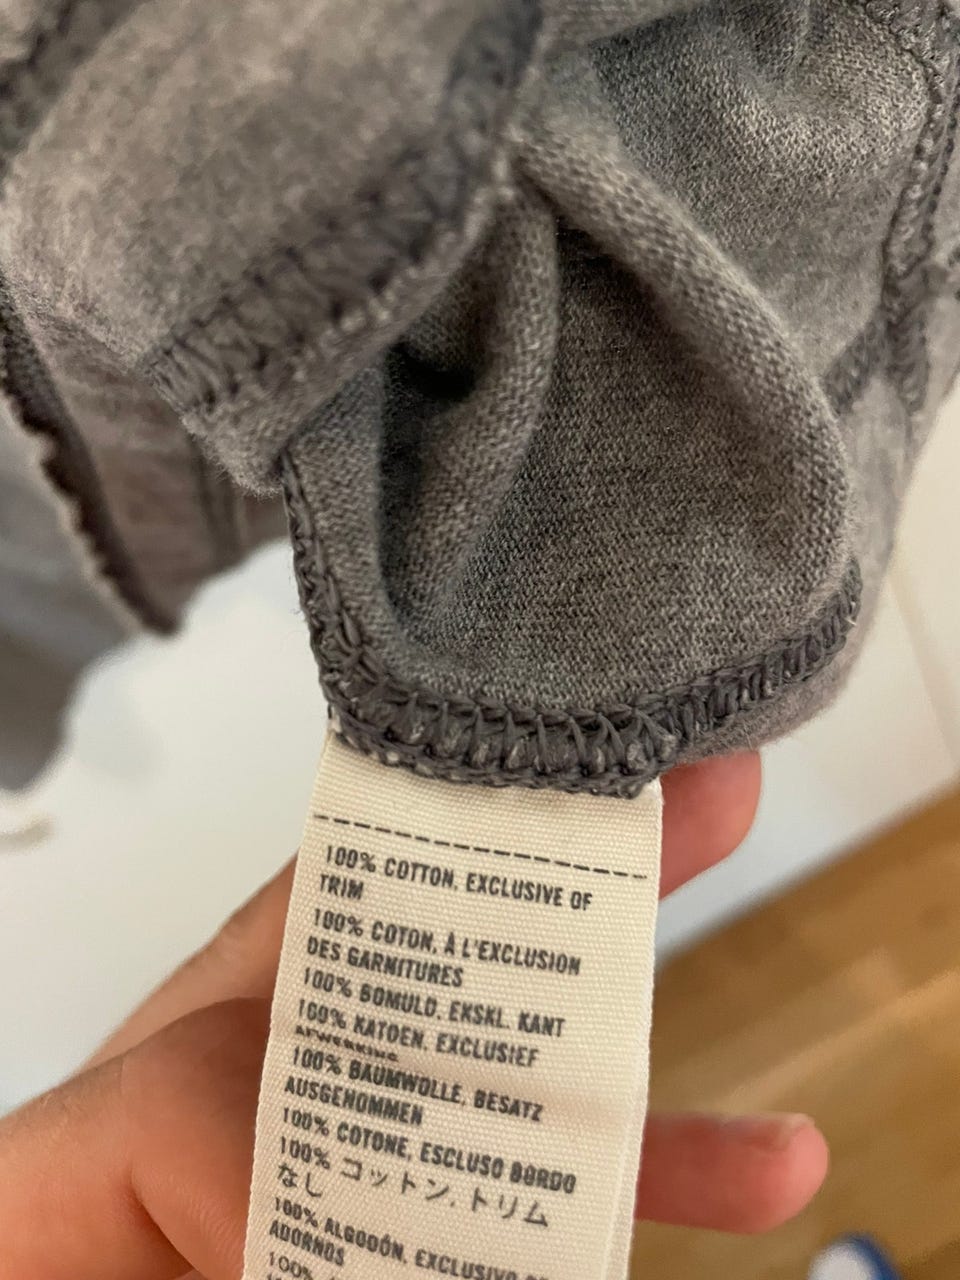 100% COTTON, EXCLUSIVE OF
TRIM
100% COTON, À L'EXCLUSION
DES GARNITURES
100% BOMULD, EKSKL. KANT
100% KATOEN, EXCLUSIEF
AFWERKING
100% BAUMWOLLE, BESATZ
AUSGENOMMEN
100% COTONE, ESCLUSO BORDO
100% コットン, トリム
なし
100% ALGODÓN, EXCLUSIVO DE
ADORNOS
100%